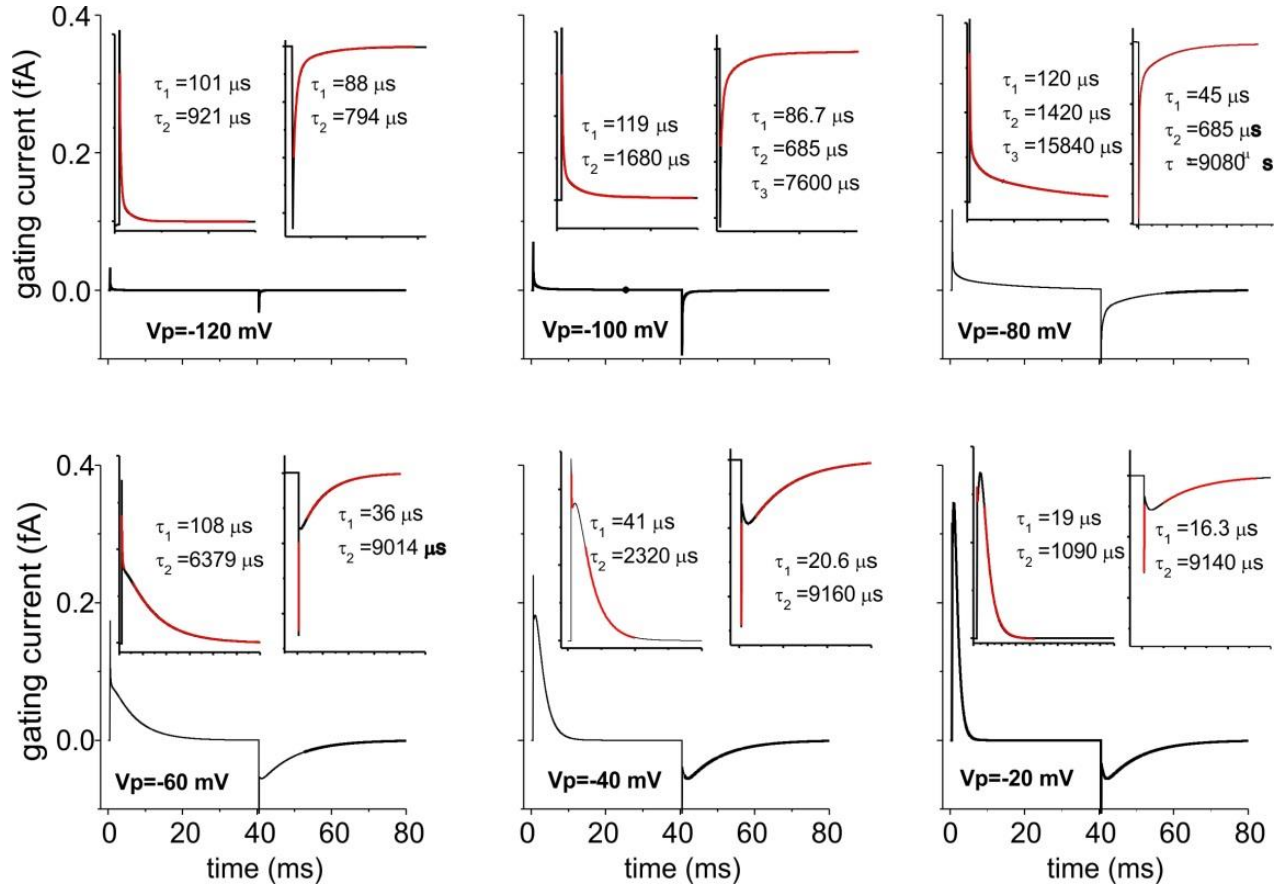 gating current (fA)
0.4
0.2
0.0
τ1 =101 μs
τ2 =921 μs
τ1 =88 μs
τ2 =794 μs
Vp=-120 mV
τ1 =119 μs
τ2 =1680 μs
τ1 =86.7 μs
τ2 =685 μs
τ3 =7600 μs
Vp=-100 mV
τ1 =120 μs
τ2 =1420 μs
τ3 =15840 μs
τ1 =45 μs
τ2 =685 μs
τ =9080 μ s
Vp=-80 mV
gating current (fA)
0.4
0.2
0.0
τ1 =108 μs
τ2 =6379 μs
τ1 =36 μs
τ2 =9014 μs
Vp=-60 mV
τ1 =41 μs
τ2 =2320 μs
τ1 =20.6 μs
τ2 =9160 μs
Vp=-40 mV
τ1 =19 μs
τ2 =1090 μs
τ1 =16.3 μs
τ2 =9140 μs
Vp=-20 mV
0 20 40 60 80
0 20 40 60 80
0 20 40 60 80
time (ms)
time (ms)
time (ms)